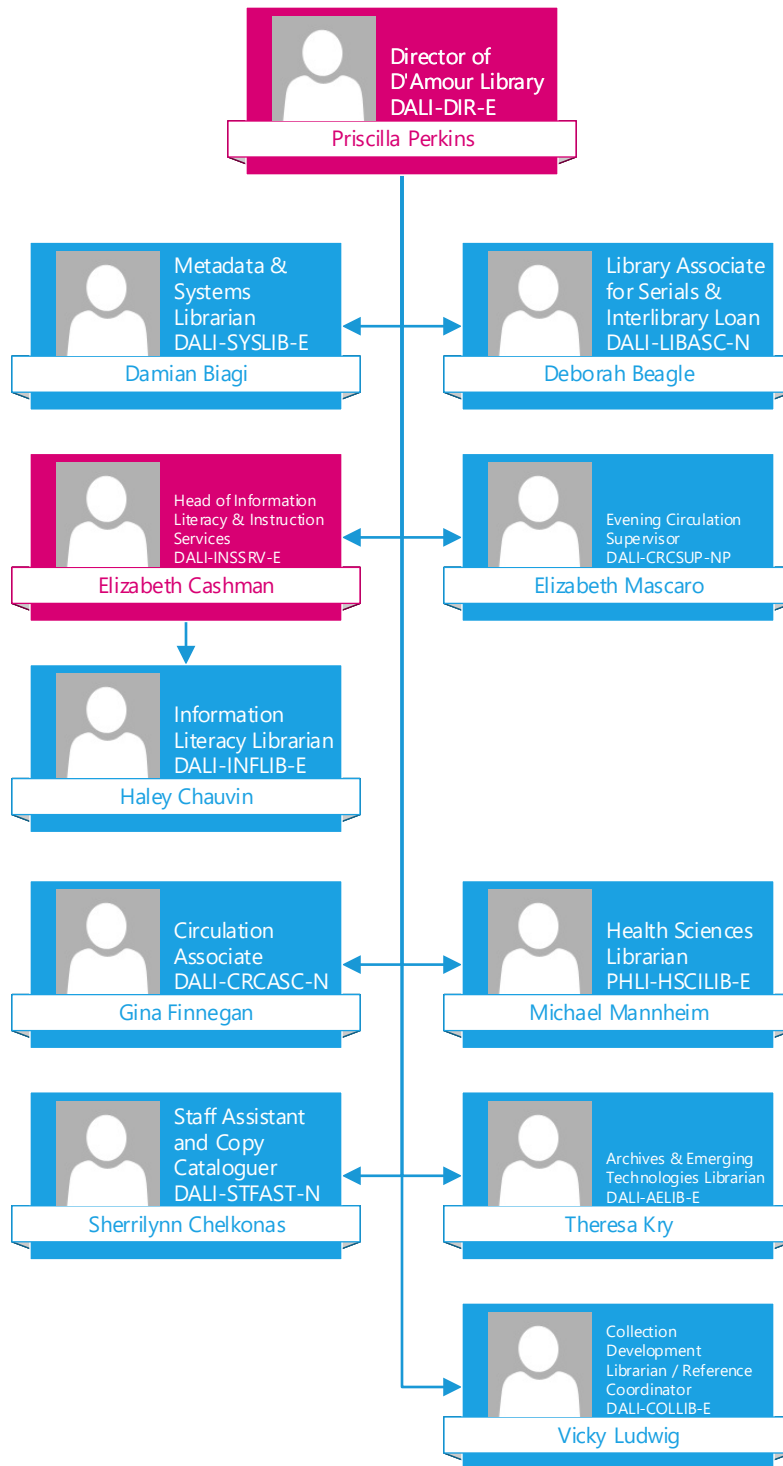 Director of
D'Amour Library
DALI-DIR-E
Priscilla Perkins
Metadata &
Systems
Librarian
DALI-SYSLIB-E
Damian Biagi
Library Associate
for Serials &
Interlibrary Loan
DALI-LIBASC-N
Deborah Beagle
Head of Information
Literacy & Instruction
Services
DALI-INSSRV-E
Elizabeth Cashman
Evening Circulation
Supervisor
DALI-CRCSUP-NP
Elizabeth Mascaro
Information
Literacy Librarian
DALI-INFLIB-E
Haley Chauvin
Circulation
Associate
DALI-CRCASC-N
Gina Finnegan
Health Sciences
Librarian
PHLI-HSCILIB-E
Michael Mannheim
Staff Assistant
and Copy
Cataloguer
DALI-STFAST-N
Sherrilynn Chelkonas
Archives & Emerging
Technologies Librarian
DALI-AELIB-E
Theresa Kry
Collection
Development
Librarian / Reference
Coordinator
DALI-COLLIB-E
Vicky Ludwig